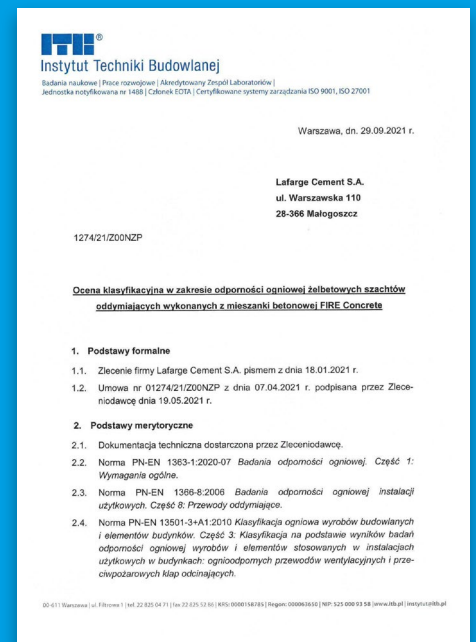 ITB®
Instytut Techniki Budowlanej
Badania naukowe | Prace rozwojowe | Akredytowany Zespół Laboratoriów |
Jednostka notyfikowana nr 1488 | Członek EOTA | Certyfikowane systemy zarządzania ISO 9001, ISO 27001
Warszawa, dn. 29.09.2021 r.
Lafarge Cement S.A.
ul. Warszawska 110
28-366 Małogoszcz
1274/21/Z00NZP
Ocena klasyfikacyjna w zakresie odporności ogniowej żelbetowych szachtów
oddymiających wykonanych z mieszanki betonowej FIRE Concrete
1. Podstawy formalne
1.1. Zlecenie firmy Lafarge Cement S.A. pismem z dnia 18.01.2021 r.
1.2. Umowa nr 01274/21/Z00NZP z dnia 07.04.2021 r. podpisana przez Zlece-
niodawcę dnia 19.05.2021 r.
2. Podstawy merytoryczne
2.1. Dokumentacja techniczna dostarczona przez Zleceniodawcę.
2.2. Norma PN-EN 1363-1:2020-07 Badania odporności ogniowej. Część 1:
Wymagania ogólne.
2.3. Norma PN-EN 1366-8:2006 Badania odporności ogniowej instalacji
użytkowych. Część 8: Przewody oddymiające.
2.4. Norma PN-EN 13501-3+A1:2010 Klasyfikacja ogniowa wyrobów budowlanych
i elementów budynków. Część 3: Klasyfikacja na podstawie wyników badań
odporności ogniowej wyrobów i elementów stosowanych w instalacjach
użytkowych w budynkach: ognioodpornych przewodów wentylacyjnych i prze-
ciwpożarowych klap odcinających.
00-611 Warszawa | ul. Filtrowa 1 | tel. 22 825 04 71 | fax 22 825 52 86 | KRS: 0000158785 | Regon: 000063650 | NIP: 525 000 93 58 | www.itb.pl | instytut@itb.pl